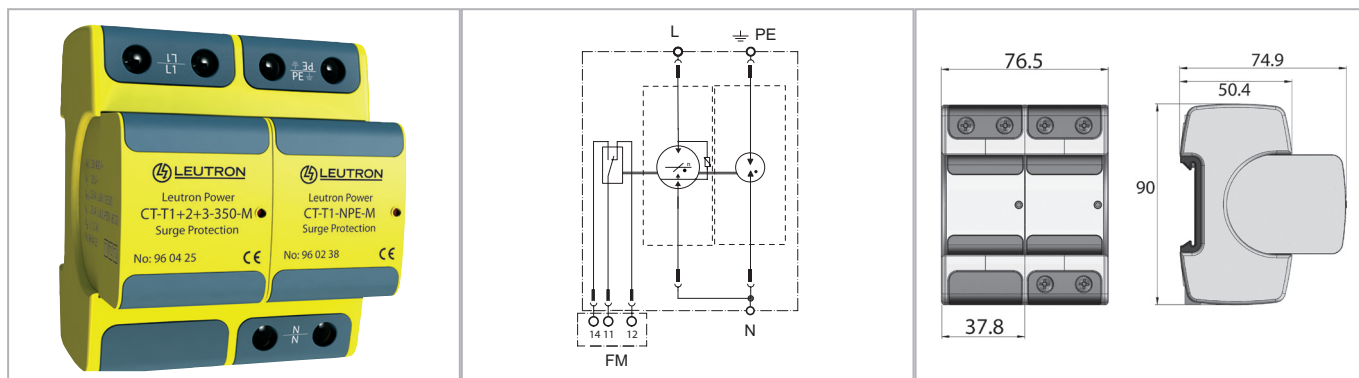 L1
L1
PE
PE
LEUTRON
Leutron Power
CT-T1+2+3-350-M
Surge Protection
No: 96 04 25 CE
LEUTRON
Leutron Power
CT-T1-NPE-M
Surge Protection
No: 96 02 38 CE
N
N
L
PE
n
14 11 12
FM
N
76.5
37.8
74.9
50.4
90